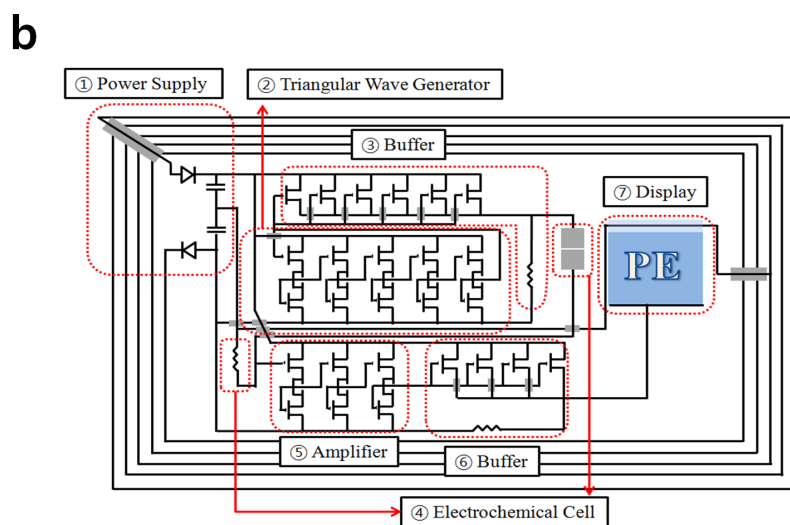 b
① Power Supply
② Triangular Wave Generator
③ Buffer
⑦ Display
PE
⑤ Amplifier
⑥ Buffer
④ Electrochemical Cell